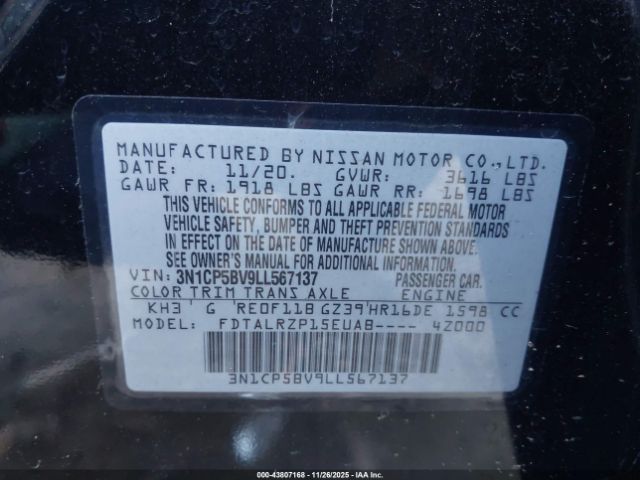 MANUFACTURED BY NISSAN MOTOR CO.,LTD.
DATE: 11/20. GVWR: 3616 LBS
GAWR FR: 1918 LBS GAWR RR: 1698 LBS
THIS VEHICLE CONFORMS TO ALL APPLICABLE FEDERAL MOTOR
VEHICLE SAFETY, BUMPER, AND THEFT PREVENTION STANDARDS
IN EFFECT ON THE DATE OF MANUFACTURE SHOWN ABOVE.
SEE OWNER'S MANUAL FOR ADDITIONAL INFORMATION.
VIN: 3N1CP5BV9LL567137 PASSENGER CAR.
COLOR TRIM TRANS AXLE ENGINE
KH3' G 'RE0F11B GZ39'HR16DE 1598 CC
MODEL: FDTALRZP15EUAB---- 4Z000
3N1CP5BV9LL567137
00-43807168 - 11/26/2025 - IAA Inc.